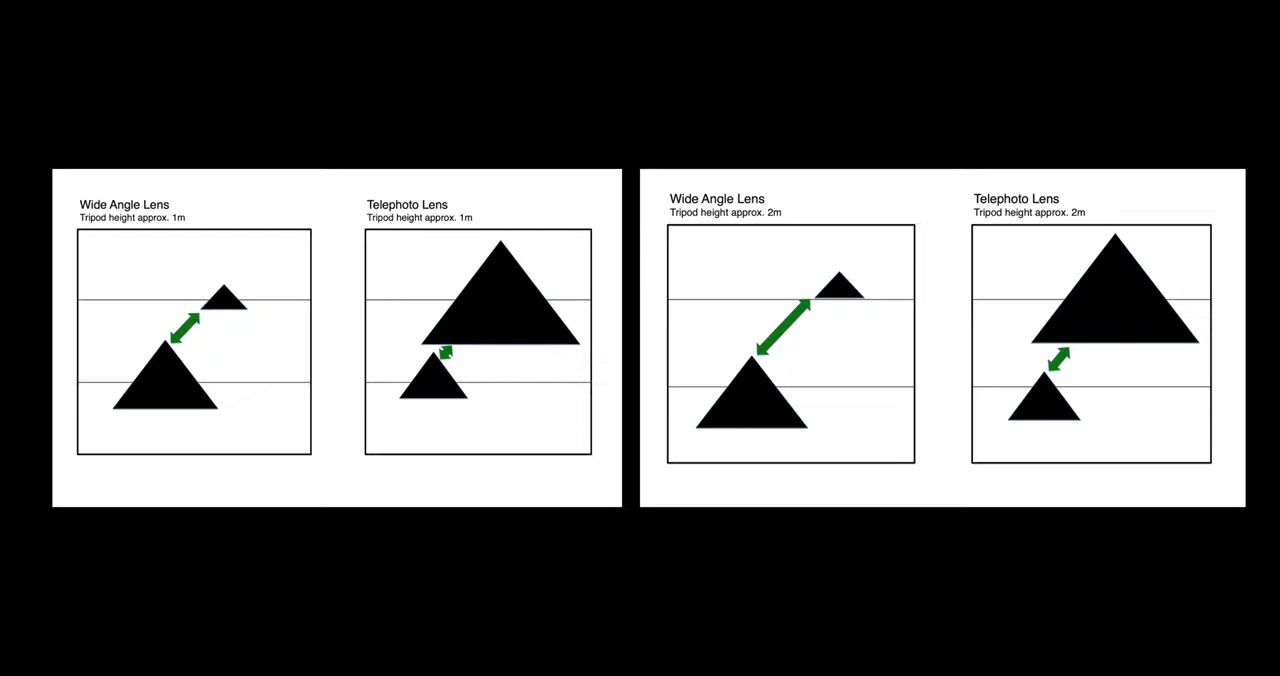 Wide Angle Lens
Tripod height approx. 1m
Telephoto Lens
Tripod height approx. 1m
Wide Angle Lens
Tripod height approx. 2m
Telephoto Lens
Tripod height approx. 2m